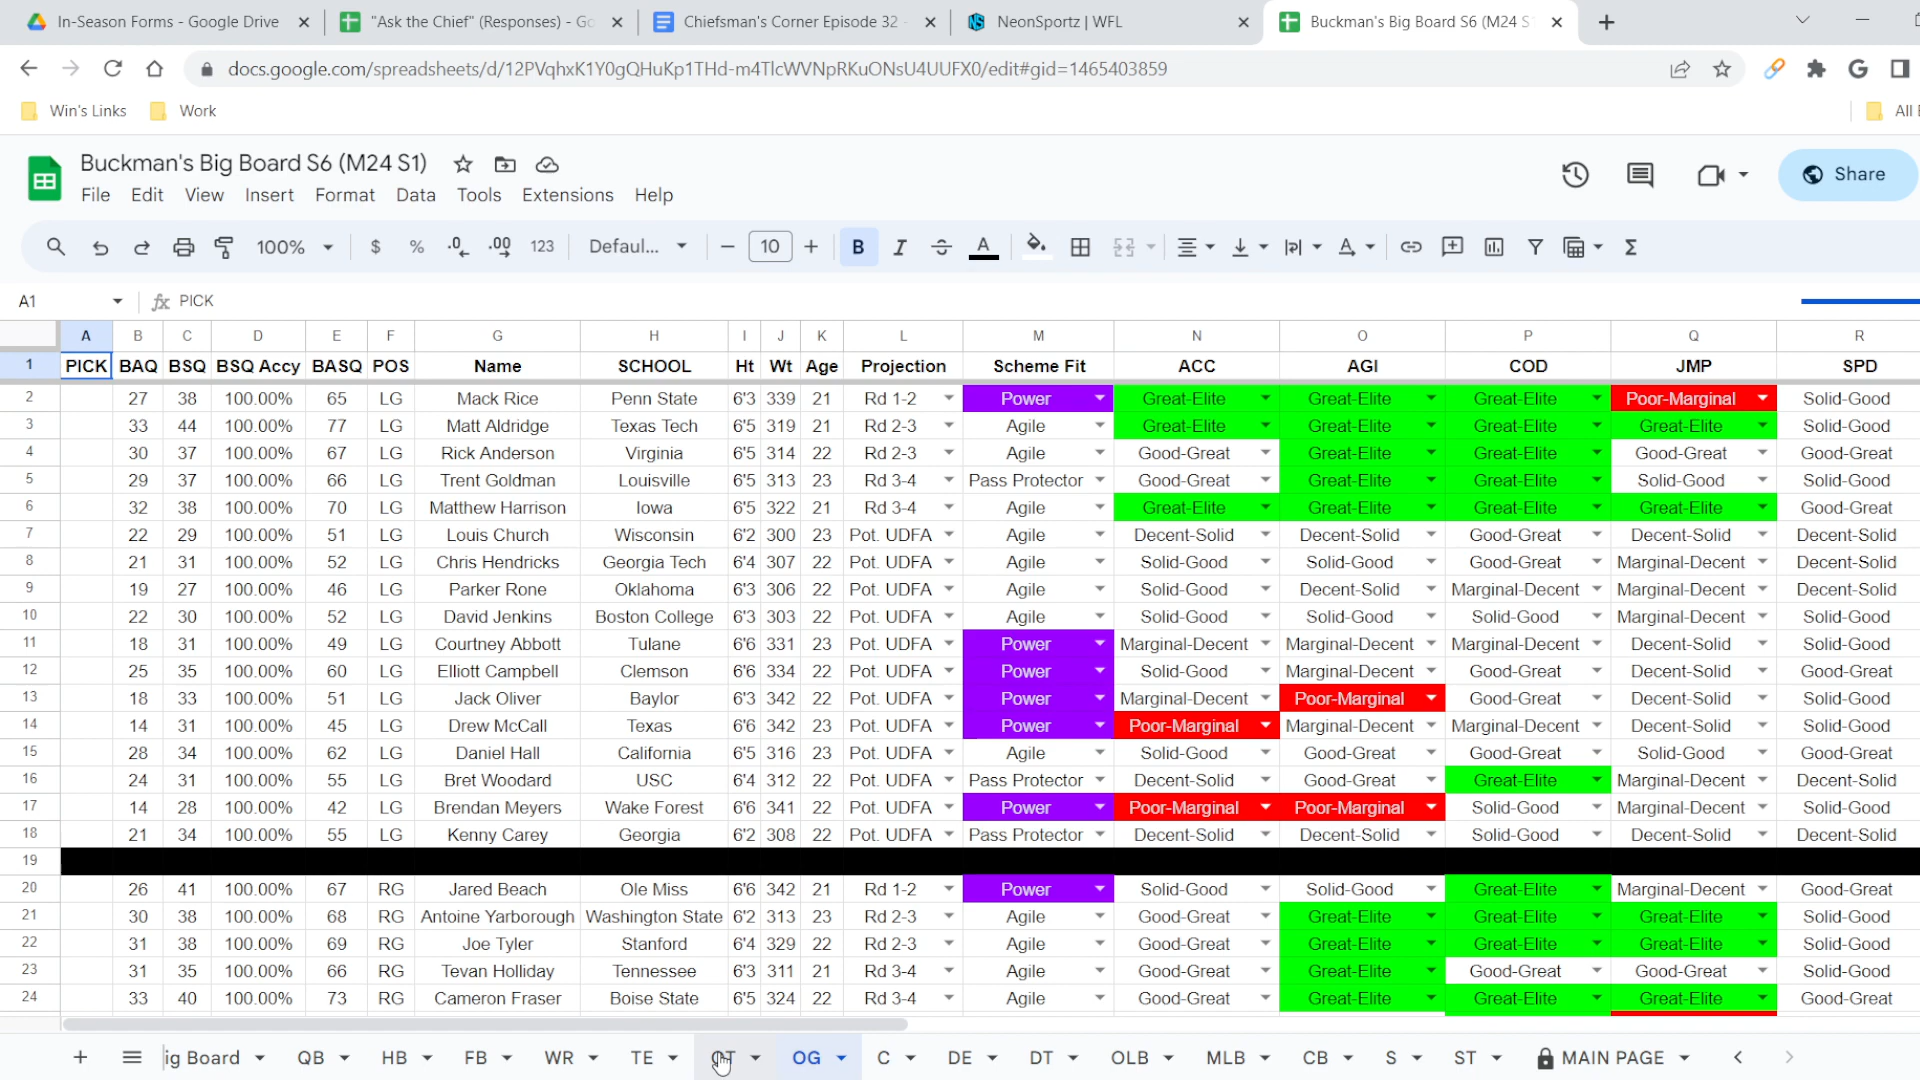 In-Season Forms - Google Drive
"Ask the Chief" (Responses) - Go
Chiefsman's Corner Episode 32 -
NeonSportz | WFL
Buckman's Big Board S6 (M24 S
docs.google.com/spreadsheets/d/12PVqhxK1Y0gQHuKp1THd-m4TlcWVNpRKuONsU4UUFX0/edit#gid=1465403859
Win's Links Work All
Buckman's Big Board S6 (M24 S1)
File Edit View Insert Format Data Tools Extensions Help
Share
100% $ % .0 .00 123 Defaul... 10 B I A
A1 fx PICK
A B C D E F G H I J K L M N O P Q R
1 PICK BAQ BSQ BSQ Accy BASQ POS Name SCHOOL Ht Wt Age Projection Scheme Fit ACC AGI COD JMP SPD
2 27 38 100.00% 65 LG Mack Rice Penn State 6'3 339 21 Rd 1-2 Power Great-Elite Great-Elite Great-Elite Poor-Marginal Solid-Good
3 33 44 100.00% 77 LG Matt Aldridge Texas Tech 6'5 319 21 Rd 2-3 Agile Great-Elite Great-Elite Great-Elite Great-Elite Solid-Good
4 30 37 100.00% 67 LG Rick Anderson Virginia 6'5 314 22 Rd 2-3 Agile Good-Great Great-Elite Great-Elite Good-Great Good-Great
5 29 37 100.00% 66 LG Trent Goldman Louisville 6'5 313 23 Rd 3-4 Pass Protector Good-Great Great-Elite Great-Elite Solid-Good Solid-Good
6 32 38 100.00% 70 LG Matthew Harrison Iowa 6'5 322 21 Rd 3-4 Agile Great-Elite Great-Elite Great-Elite Great-Elite Good-Great
7 22 29 100.00% 51 LG Louis Church Wisconsin 6'2 300 23 Pot. UDFA Agile Decent-Solid Decent-Solid Good-Great Decent-Solid Decent-Solid
8 21 31 100.00% 52 LG Chris Hendricks Georgia Tech 6'4 307 22 Pot. UDFA Agile Solid-Good Solid-Good Good-Great Marginal-Decent Decent-Solid
9 19 27 100.00% 46 LG Parker Rone Oklahoma 6'3 306 22 Pot. UDFA Agile Solid-Good Decent-Solid Marginal-Decent Marginal-Decent Decent-Solid
10 22 30 100.00% 52 LG David Jenkins Boston College 6'3 303 22 Pot. UDFA Agile Solid-Good Solid-Good Solid-Good Marginal-Decent Solid-Good
11 18 31 100.00% 49 LG Courtney Abbott Tulane 6'6 331 23 Pot. UDFA Power Marginal-Decent Marginal-Decent Marginal-Decent Decent-Solid Solid-Good
12 25 35 100.00% 60 LG Elliott Campbell Clemson 6'6 334 22 Pot. UDFA Power Solid-Good Marginal-Decent Good-Great Decent-Solid Good-Great
13 18 33 100.00% 51 LG Jack Oliver Baylor 6'3 342 22 Pot. UDFA Power Marginal-Decent Poor-Marginal Good-Great Decent-Solid Solid-Good
14 14 31 100.00% 45 LG Drew McCall Texas 6'6 342 23 Pot. UDFA Power Poor-Marginal Marginal-Decent Marginal-Decent Decent-Solid Solid-Good
15 28 34 100.00% 62 LG Daniel Hall California 6'5 316 23 Pot. UDFA Agile Solid-Good Good-Great Good-Great Solid-Good Good-Great
16 24 31 100.00% 55 LG Bret Woodard USC 6'4 312 22 Pot. UDFA Pass Protector Decent-Solid Good-Great Great-Elite Marginal-Decent Decent-Solid
17 14 28 100.00% 42 LG Brendan Meyers Wake Forest 6'6 341 22 Pot. UDFA Power Poor-Marginal Poor-Marginal Solid-Good Marginal-Decent Solid-Good
18 21 34 100.00% 55 LG Kenny Carey Georgia 6'2 308 22 Pot. UDFA Pass Protector Decent-Solid Decent-Solid Solid-Good Decent-Solid Decent-Solid
19
20 26 41 100.00% 67 RG Jared Beach Ole Miss 6'6 342 21 Rd 1-2 Power Solid-Good Solid-Good Great-Elite Marginal-Decent Good-Great
21 30 38 100.00% 68 RG Antoine Yarborough Washington State 6'2 313 23 Rd 2-3 Agile Good-Great Great-Elite Great-Elite Great-Elite Solid-Good
22 31 38 100.00% 69 RG Joe Tyler Stanford 6'4 329 22 Rd 2-3 Agile Good-Great Great-Elite Great-Elite Great-Elite Solid-Good
23 31 35 100.00% 66 RG Tevan Holliday Tennessee 6'3 311 21 Rd 3-4 Agile Good-Great Great-Elite Good-Great Good-Great Solid-Good
24 33 40 100.00% 73 RG Cameron Fraser Boise State 6'5 324 22 Rd 3-4 Agile Good-Great Great-Elite Great-Elite Great-Elite Good-Great
ig Board QB HB FB WR TE OT OG C DE DT OLB MLB CB S ST MAIN PAGE